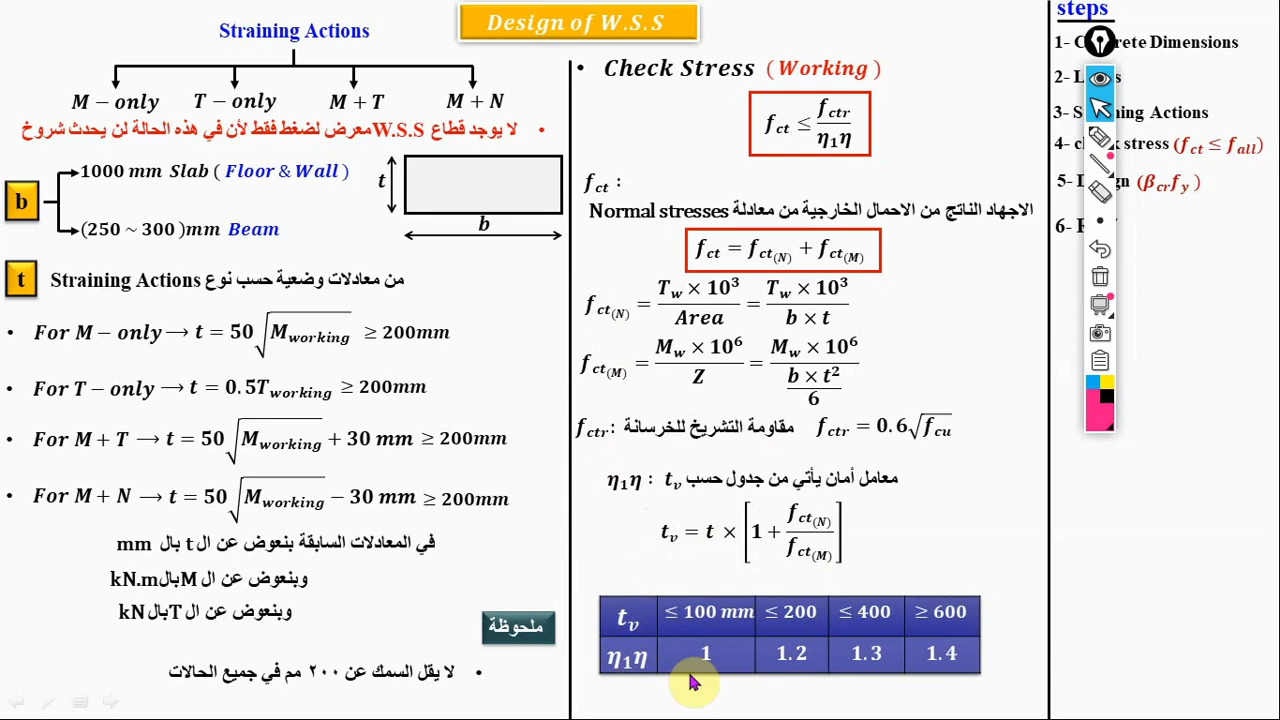 Design of W.S.S
Straining Actions
M − only T − only M + T M + N
• لا يوجد قطاع W.S.S معرض لضغط فقط لأن في هذه الحالة لن يحدث شروخ
b
1000 mm Slab ( Floor & Wall )
(250 ~ 300 )mm Beam
t
b
t
من معادلات وضعية حسب نوع Straining Actions
• For M − only → t = 50√M_working ≥ 200mm
• For T − only → t = 0.5T_working ≥ 200mm
• For M + T → t = 50√M_working + 30 mm ≥ 200mm
• For M + N → t = 50√M_working − 30 mm ≥ 200mm
في المعادلات السابقة بنعوض عن ال t بال mm
وبنعوض عن ال M بال kN.m
وبنعوض عن ال T بال kN
ملحوظة
• لا يقل السمك عن ٢٠٠ مم في جميع الحالات
• Check Stress ( Working )
f_ct ≤ f_ctr / η₁η
f_ct :
الاجهاد الناتج من الاحمال الخارجية من معادلة Normal stresses
f_ct = f_ct(N) + f_ct(M)
f_ct(N) = T_w × 10³ / Area = T_w × 10³ / b × t
f_ct(M) = M_w × 10⁶ / Z = M_w × 10⁶ / (b × t² / 6)
f_ctr : مقاومة التشريخ للخرسانة f_ctr = 0.6√f_cu
η₁η : معامل أمان يأتي من جدول حسب t_v
t_v = t × [1 + f_ct(N) / f_ct(M)]
t_v ≤ 100 mm ≤ 200 ≤ 400 ≥ 600
η₁η 1 1.2 1.3 1.4
steps
1- C rete Dimensions
2- L s
3- S ning Actions
4- c stress (f_ct ≤ f_all)
5- D n (β_cr f_y )
6- R